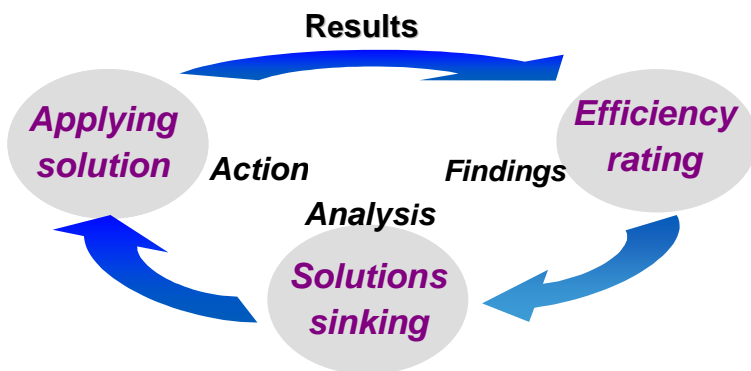 Results
Applying
solution
Efficiency
rating
Action
Findings
Analysis
Solutions
sinking